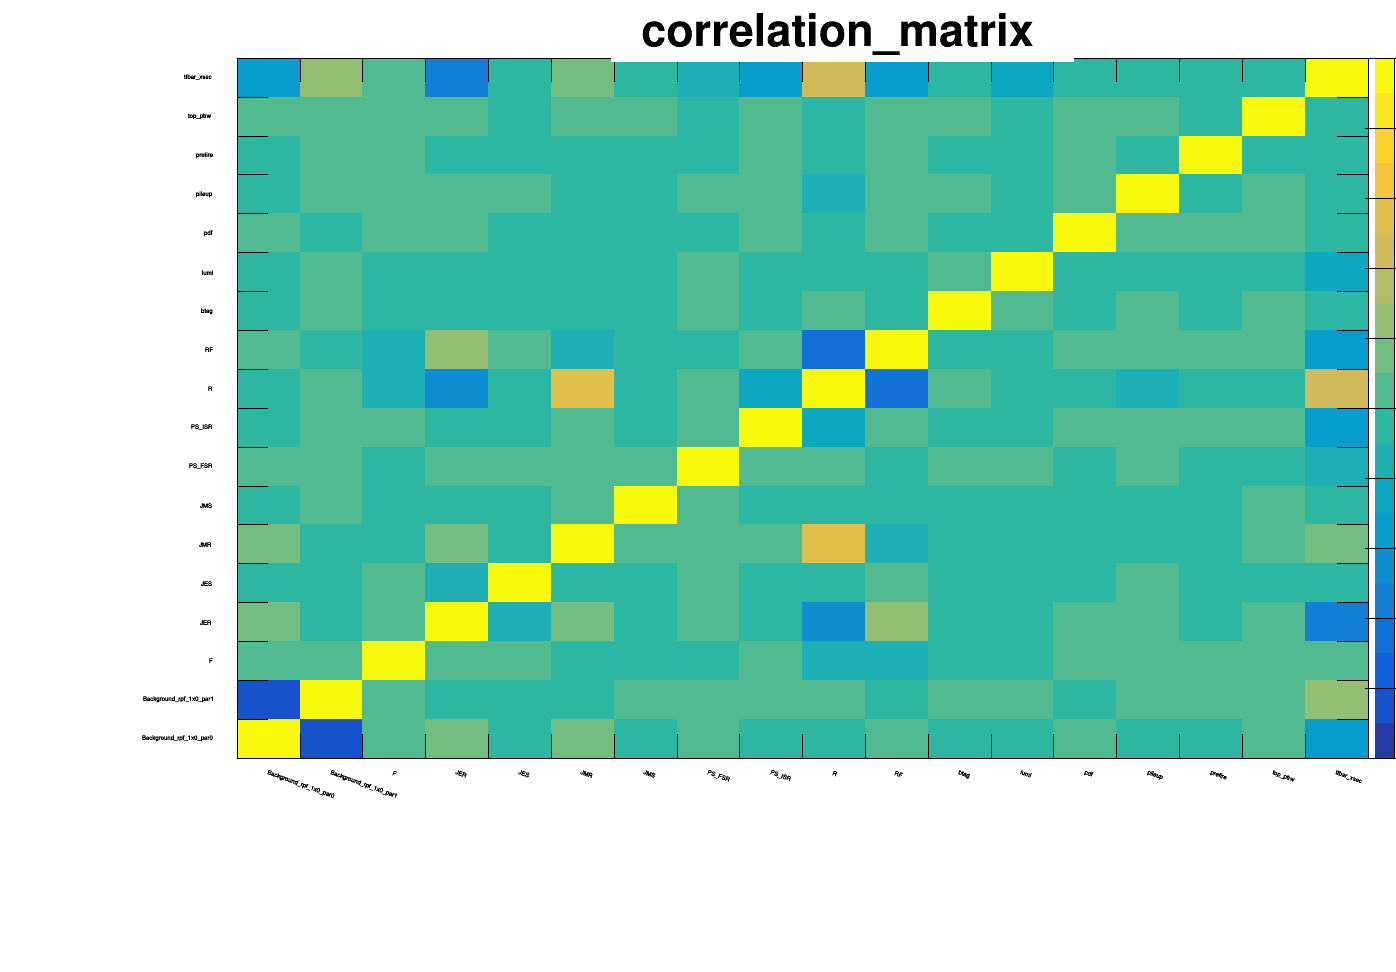 correlation_matrix
ttbar_xsec
top_ptrw
prefire
pileup
pdf
lumi
btag
RF
R
PS_ISR
PS_FSR
JMS
JMR
JES
JER
F
Background_rpf_1x0_par1
Background_rpf_1x0_par0
Background_rpf_1x0_par0
Background_rpf_1x0_par1
F
JER
JES
JMR
JMS
PS_FSR
PS_ISR
R
RF
btag
lumi
pdf
pileup
prefire
top_ptrw
ttbar_xsec